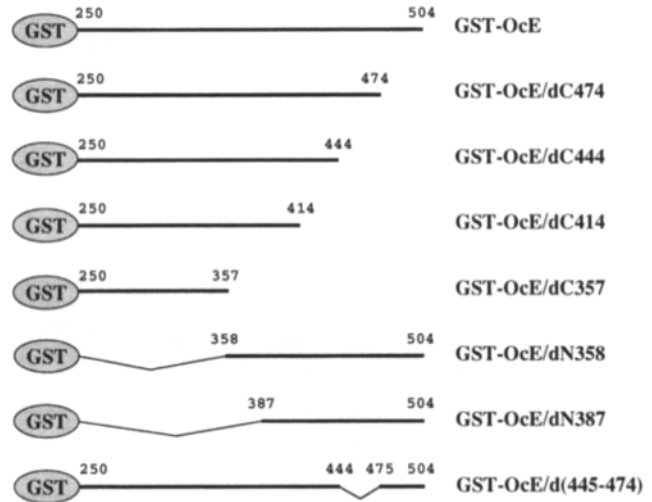 250 504
GST GST-OcE
250 474
GST GST-OcE/dC474
250 444
GST GST-OcE/dC444
250 414
GST GST-OcE/dC414
250 357
GST GST-OcE/dC357
358 504
GST GST-OcE/dN358
387 504
GST GST-OcE/dN387
250 444 475 504
GST GST-OcE/d(445-474)